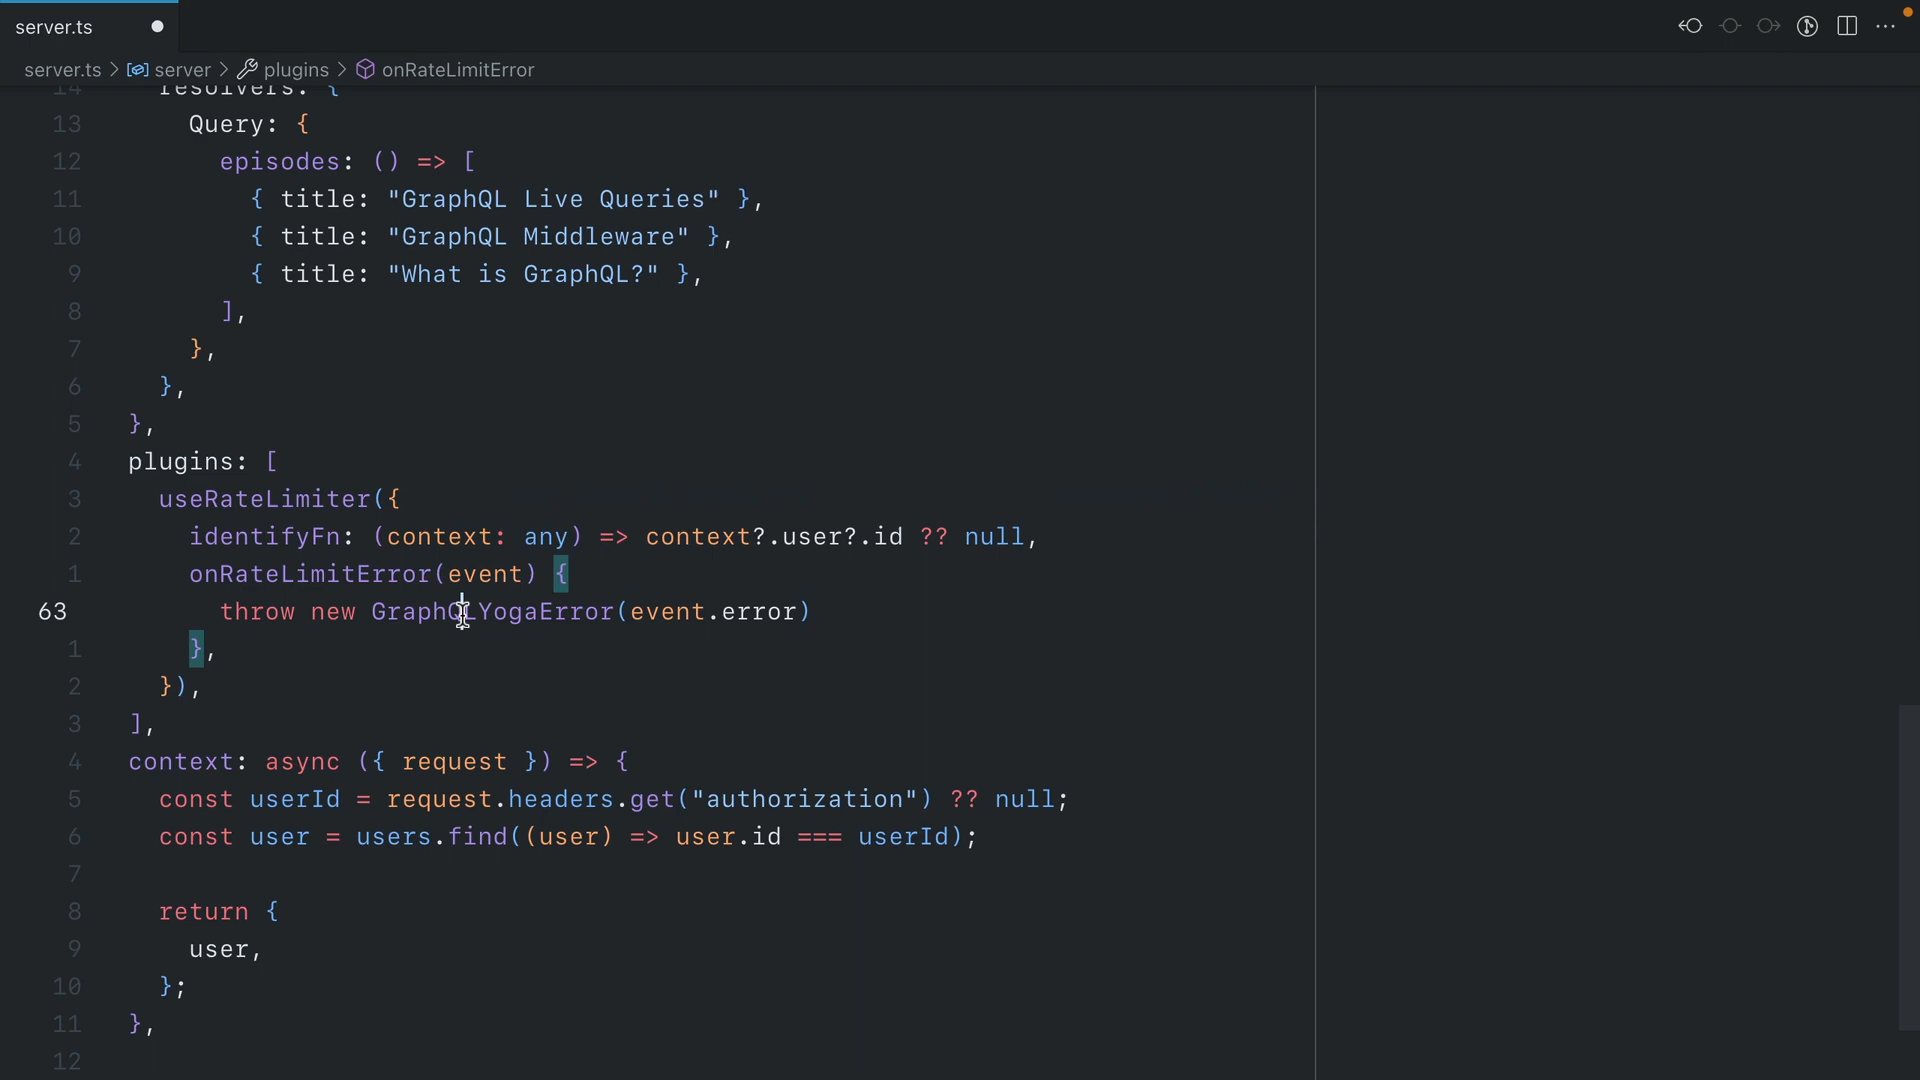 server.ts
server.ts > server > plugins > onRateLimitError
14 resolvers: {
13 Query: {
12 episodes: () => [
11 { title: "GraphQL Live Queries" },
10 { title: "GraphQL Middleware" },
9 { title: "What is GraphQL?" },
8 ],
7 },
6 },
5 },
4 plugins: [
3 useRateLimiter({
2 identifyFn: (context: any) => context?.user?.id ?? null,
1 onRateLimitError(event) {
63 throw new GraphQLYogaError(event.error)
1 },
2 }),
3 ],
4 context: async ({ request }) => {
5 const userId = request.headers.get("authorization") ?? null;
6 const user = users.find((user) => user.id === userId);
7
8 return {
9 user,
10 };
11 },
12